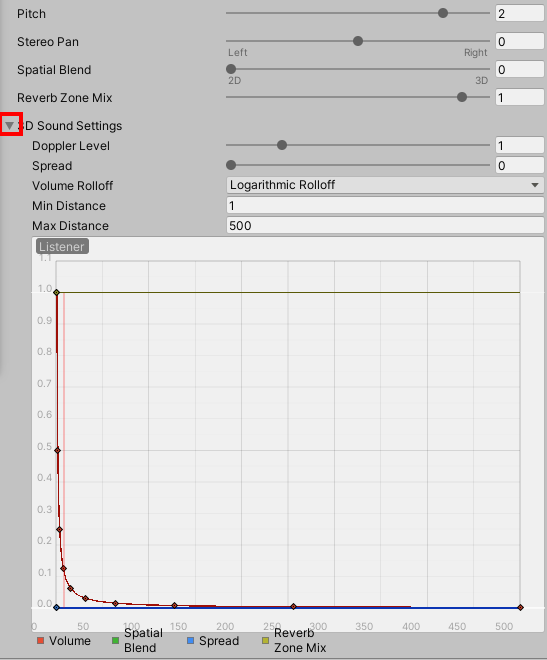 Pitch 2
Stereo Pan 0
Left Right
Spatial Blend 0
2D 3D
Reverb Zone Mix 1
3D Sound Settings
Doppler Level 1
Spread 0
Volume Rolloff Logarithmic Rolloff
Min Distance 1
Max Distance 500
Listener
1.1
1.0
0.9
0.8
0.7
0.6
0.5
0.4
0.3
0.2
0.1
0.0
0 50 100 150 200 250 300 350 400 450 500
Volume Spatial Blend Spread Reverb Zone Mix